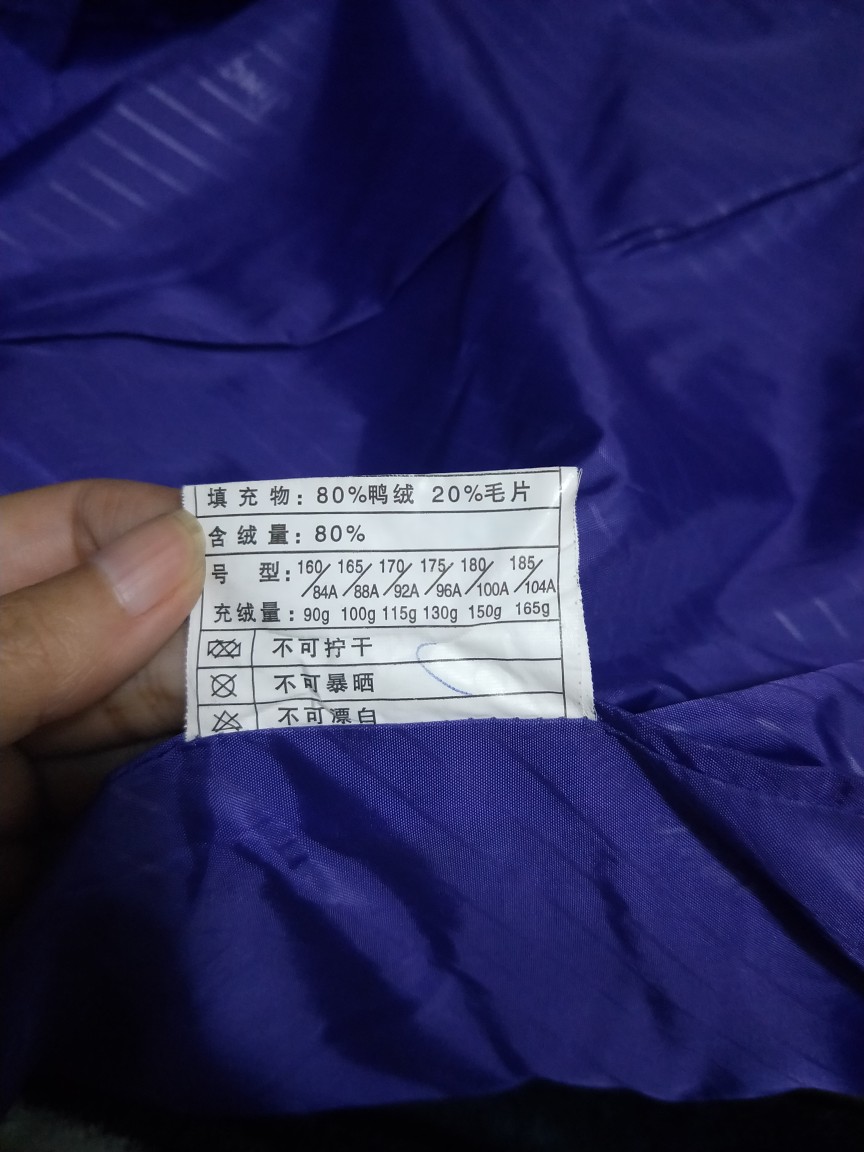 填充物：80%鸭绒 20%毛片
含绒量：80%
号 型：160/84A 165/88A 170/92A 175/96A 180/100A 185/104A
充绒量：90g 100g 115g 130g 150g 165g
不可拧干
不可暴晒
不可漂白